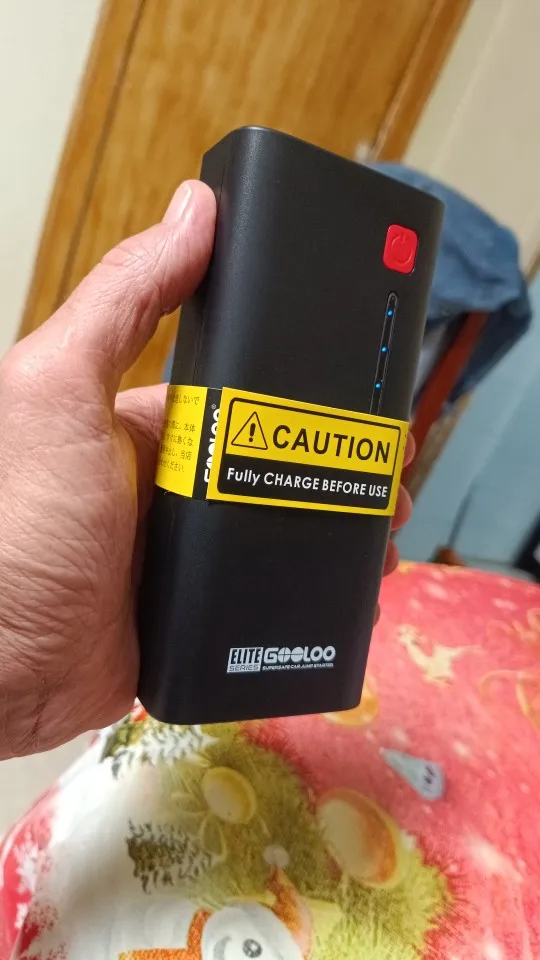 CAUTION
Fully CHARGE BEFORE USE
GOOLOO
ELITE GOOLOO
SERIES SUPERSAFE CAR JUMP STARTER